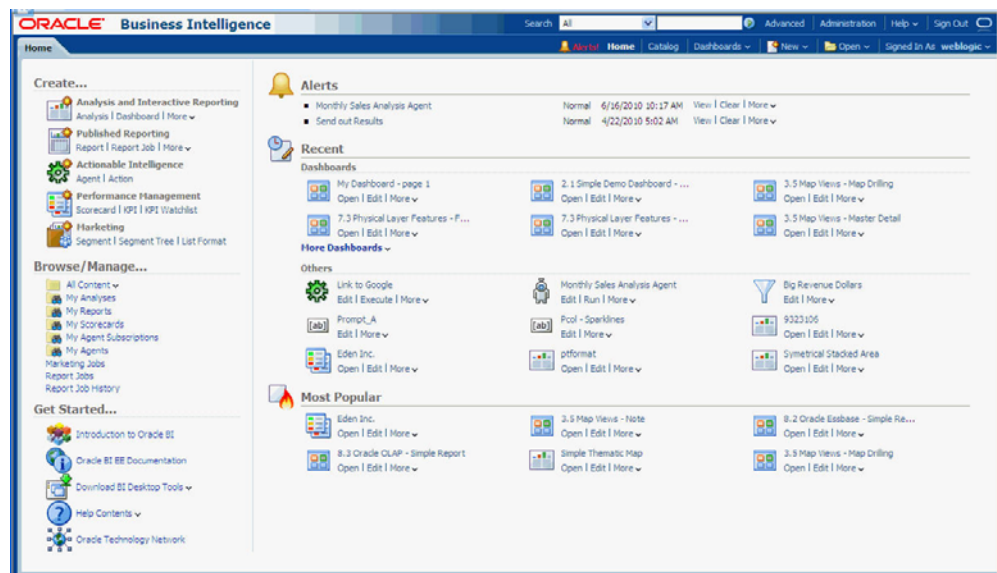 ORACLE Business Intelligence
Search All Advanced Administration Help Sign Out
Home
Alerts! Home Catalog Dashboards New Open Signed In As weblogic
Create...
Analysis and Interactive Reporting
Analysis | Dashboard | More
Published Reporting
Report | Report Job | More
Actionable Intelligence
Agent | Action
Performance Management
Scorecard | KPI | KPI Watchlist
Marketing
Segment | Segment Tree | List Format
Browse/Manage...
All Content
My Analyses
My Reports
My Scorecards
My Agent Subscriptions
My Agents
Marketing Jobs
Report Jobs
Report Job History
Get Started...
Introduction to Oracle BI
Oracle BI EE Documentation
Download BI Desktop Tools
Help Contents
Oracle Technology Network
Alerts
Monthly Sales Analysis Agent Normal 6/16/2010 10:17 AM View | Clear | More
Send out Results Normal 4/22/2010 5:02 AM View | Clear | More
Recent
Dashboards
My Dashboard - page 1 2.1 Simple Demo Dashboard - ... 3.5 Map Views - Map Drilling
Open | Edit | More Open | Edit | More Open | Edit | More
7.3 Physical Layer Features - F... 7.3 Physical Layer Features - ... 3.5 Map Views - Master Detail
Open | Edit | More Open | Edit | More Open | Edit | More
More Dashboards
Others
Link to Google Monthly Sales Analysis Agent Big Revenue Dollars
Edit | Execute | More Edit | Run | More Edit | More
[ab] Prompt_A [ab] Pcol - Sparklines 9323106
Edit | More Edit | More Open | Edit | More
Eden Inc. ptformat Symetrical Stacked Area
Open | Edit | More Open | Edit | More Open | Edit | More
Most Popular
Eden Inc. 3.5 Map Views - Note 8.2 Oracle Essbase - Simple Re...
Open | Edit | More Open | Edit | More Open | Edit | More
8.3 Oracle OLAP - Simple Report Simple Thematic Map 3.5 Map Views - Map Drilling
Open | Edit | More Open | Edit | More Open | Edit | More